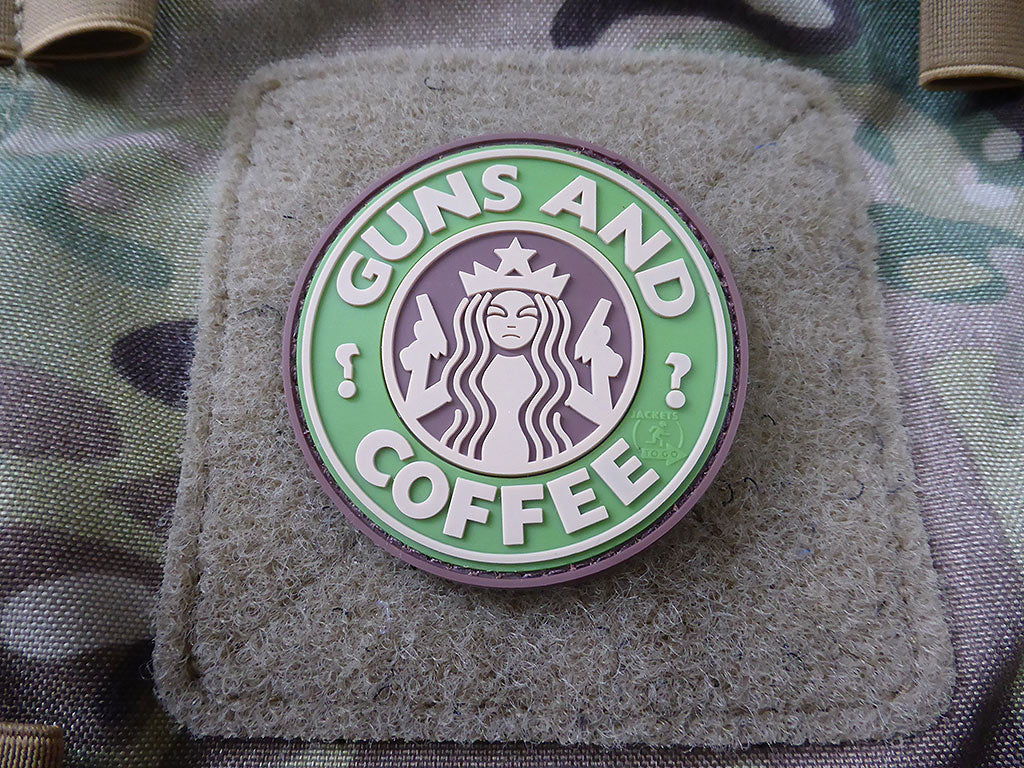 GUNS AND
?
?
COFFEE
JACKETS
TO GO